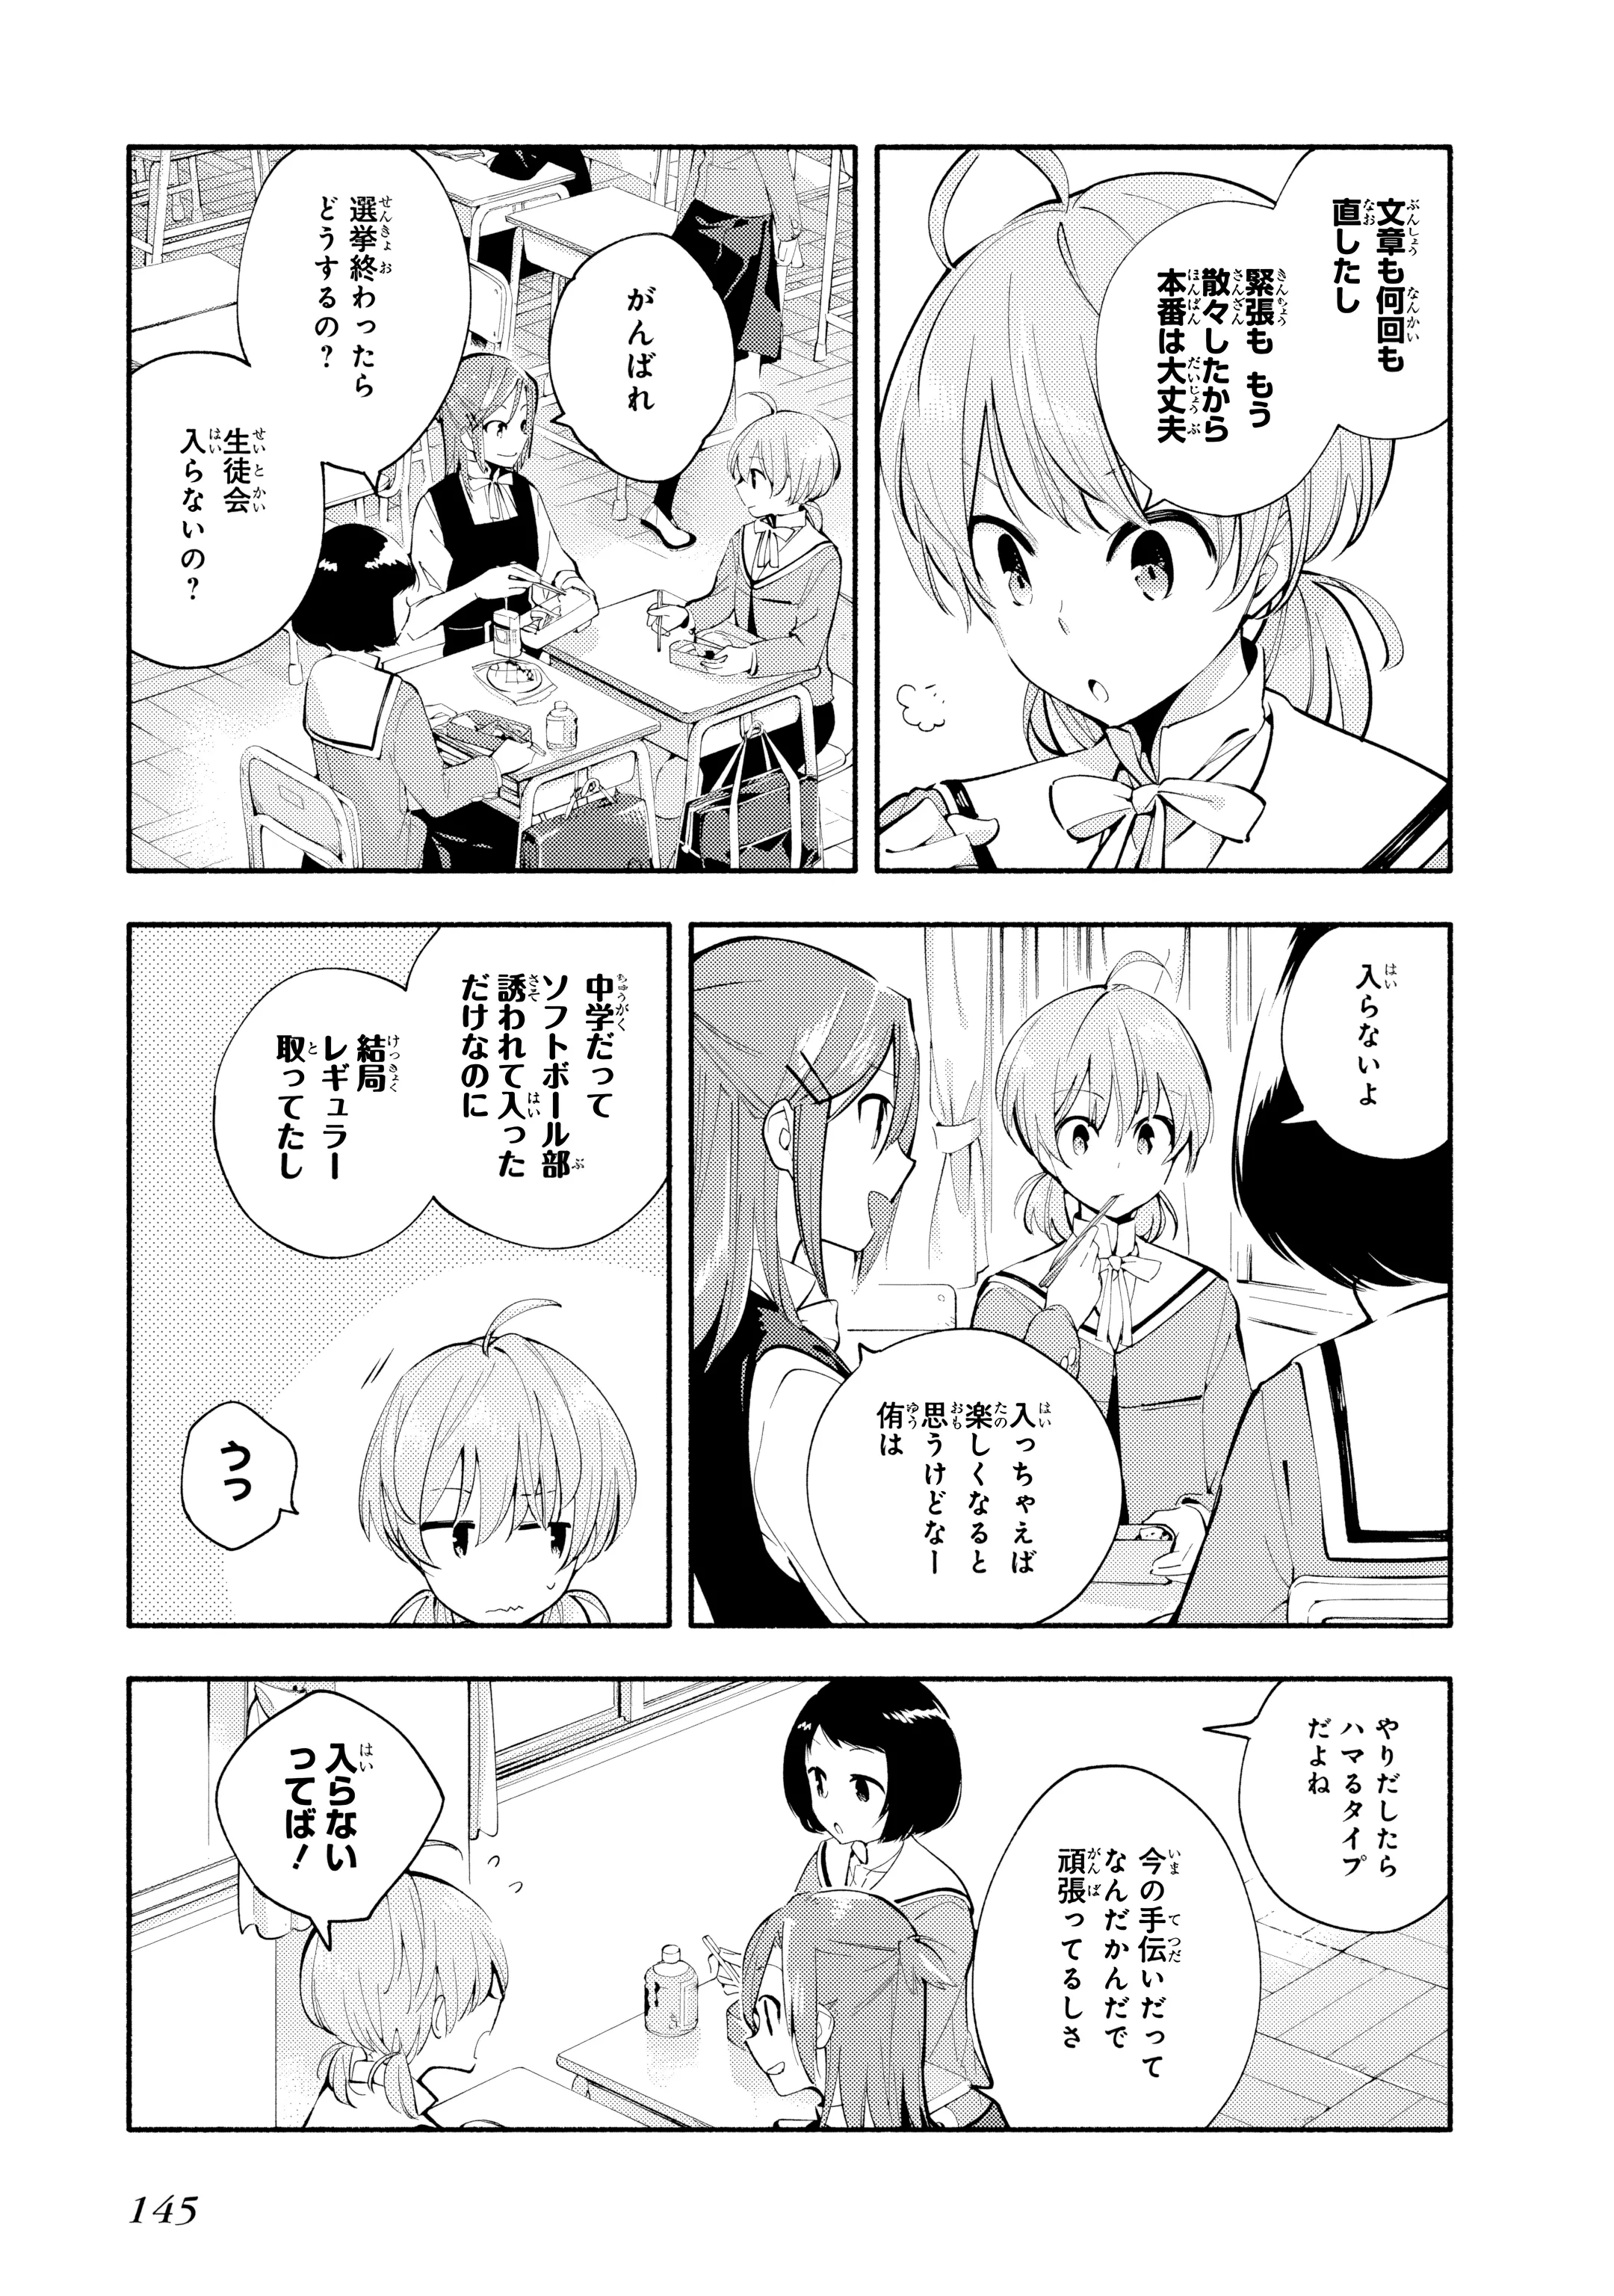 文章も何回も
直したし
緊張も もう
散々したから
本番は大丈夫
がんばれ
選挙終わったら
どうするの？
生徒会
入らないの？
入らないよ
入っちゃえば
楽しくなると
思うけどなー
侑は
中学だって
ソフトボール部
誘われて入った
だけなのに
結局
レギュラー
取ってたし
うっ
やりだしたら
ハマるタイプ
だよね
今の手伝いだって
なんだかんだで
頑張ってるしさ
入らない
ってば！
145